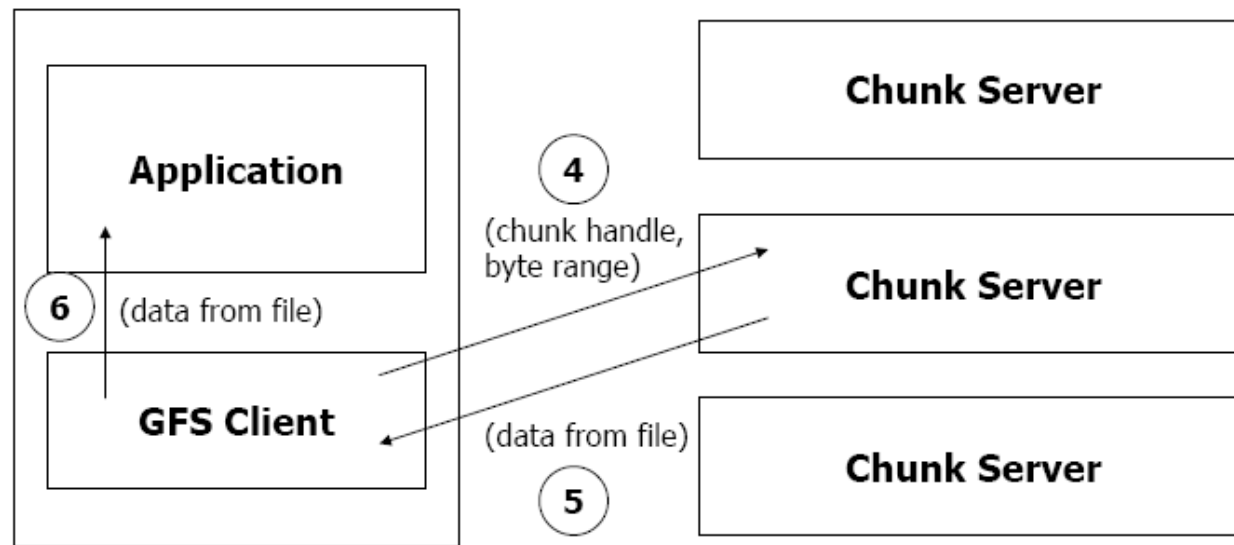 Chunk Server
Application
4
(chunk handle,
byte range)
Chunk Server
6
(data from file)
GFS Client
(data from file)
Chunk Server
5